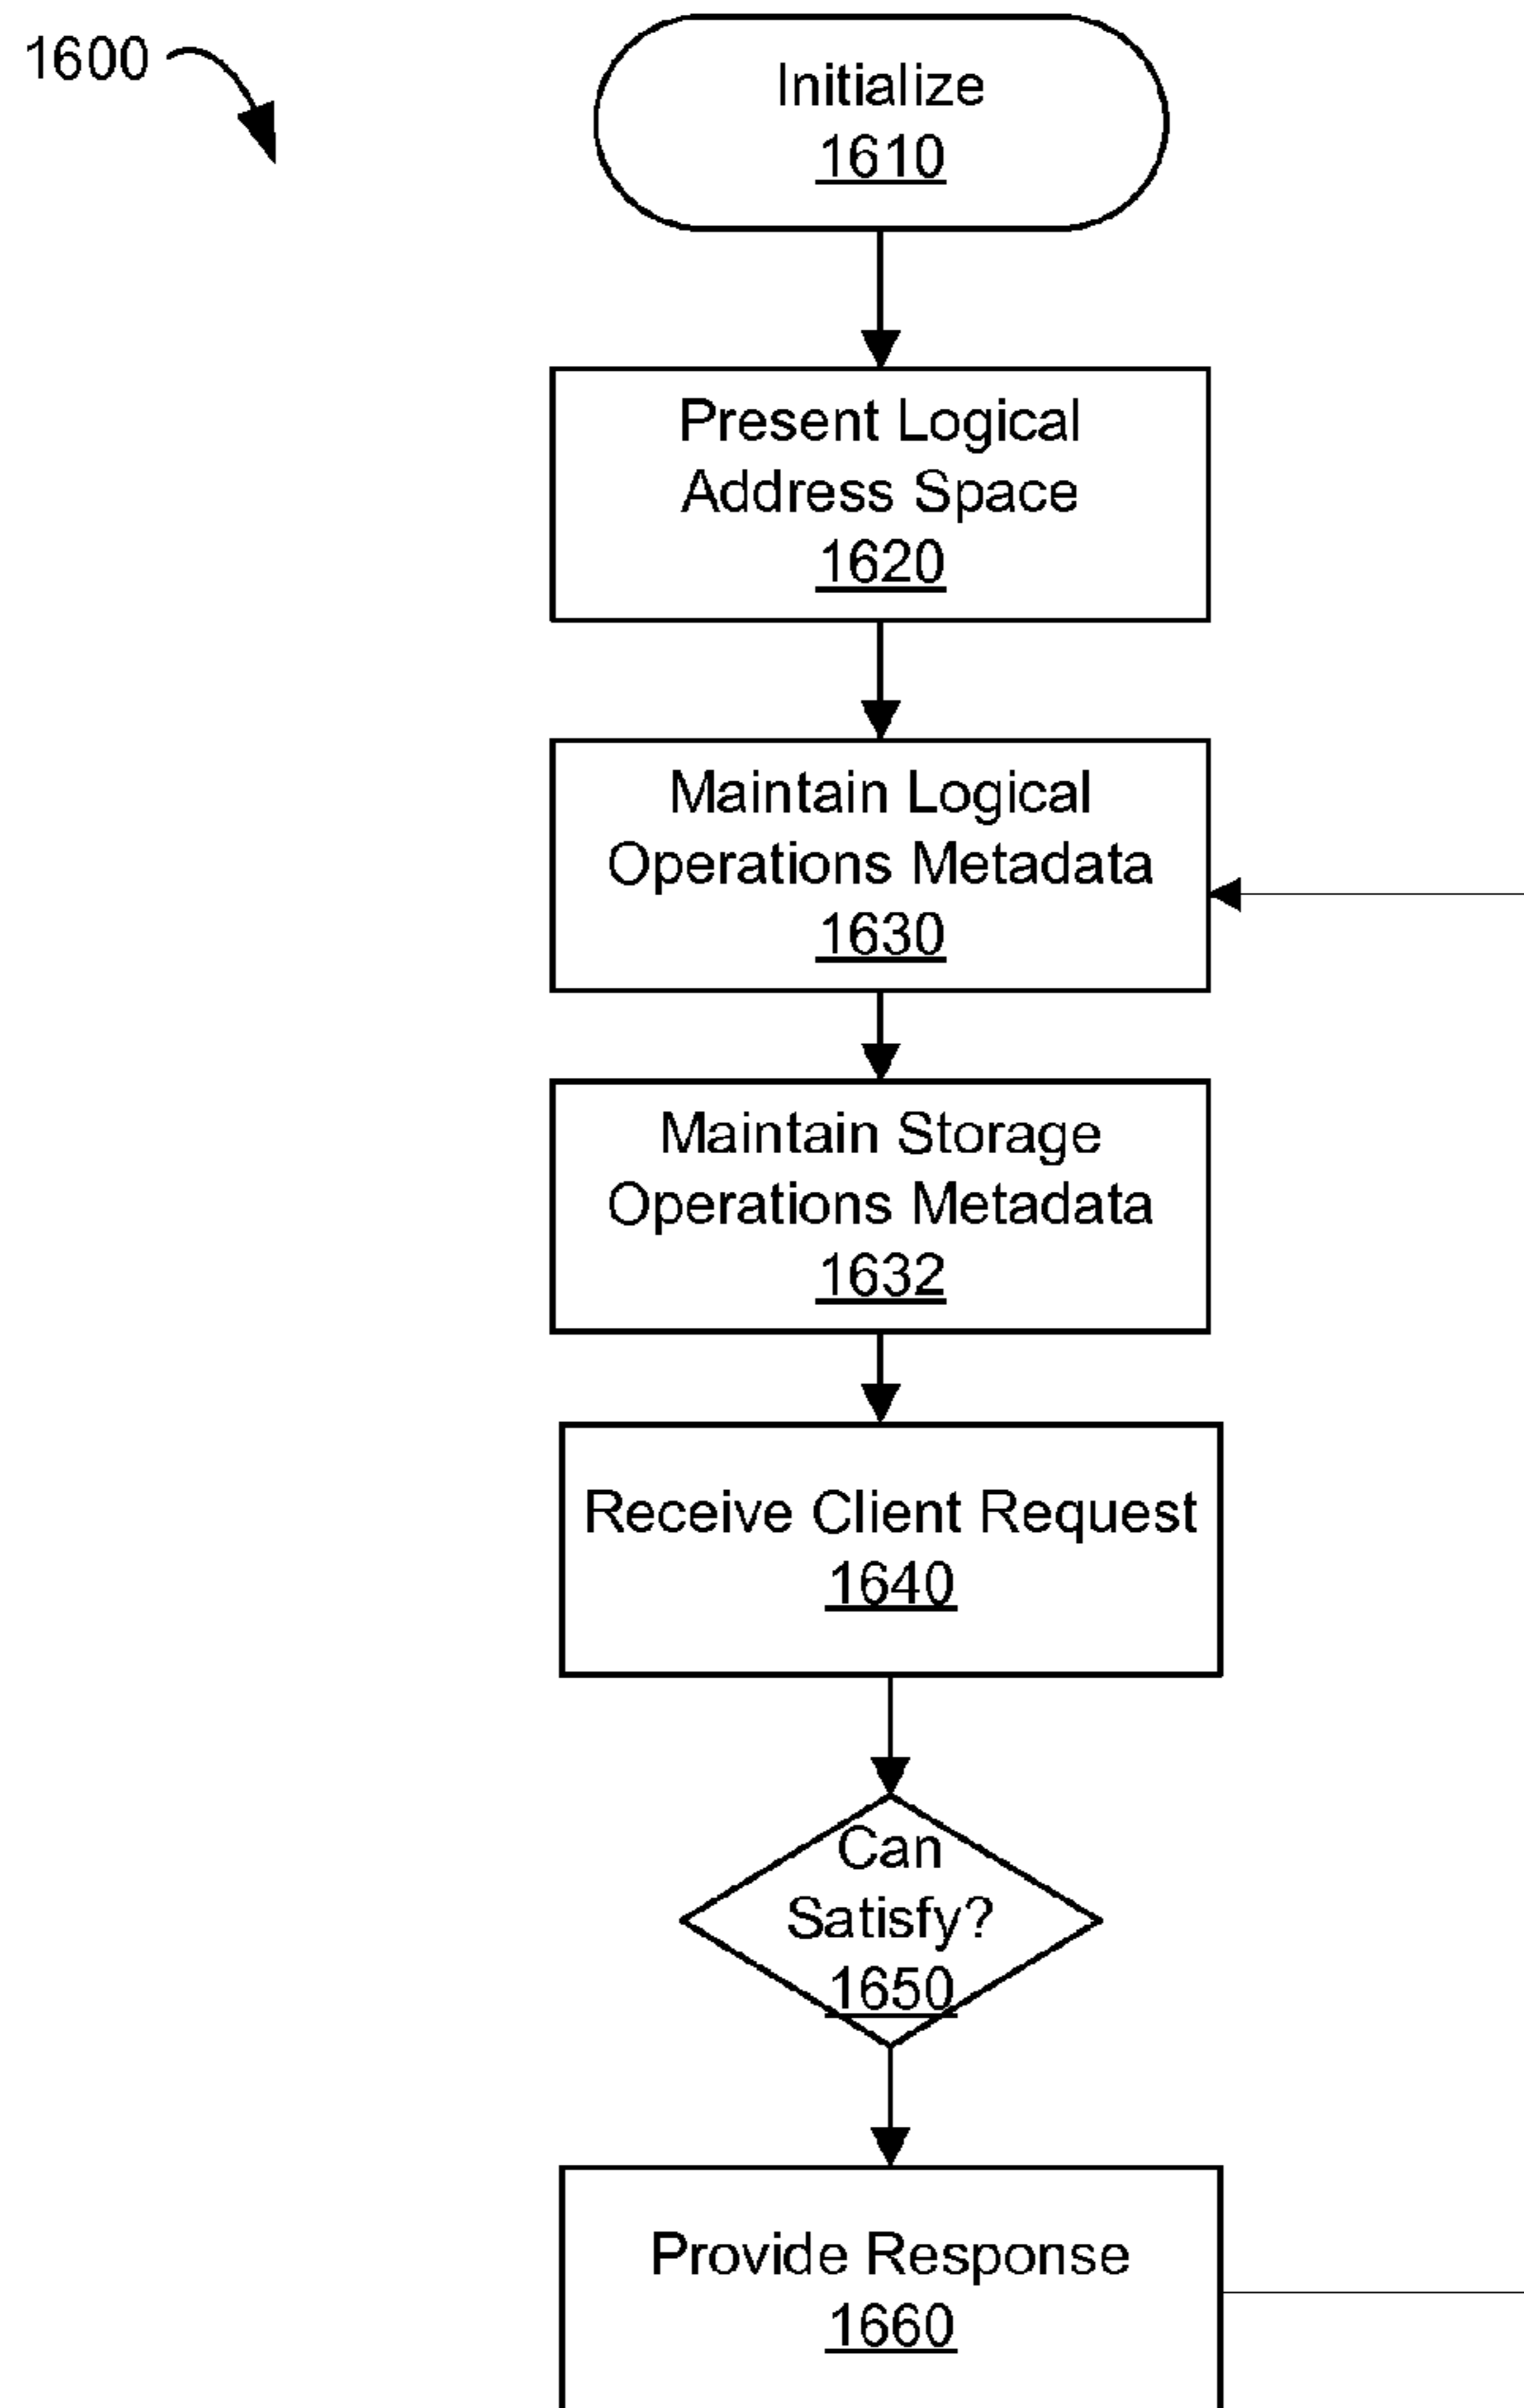 1600
Initialize
1610
Present Logical
Address Space
1620
Maintain Logical
Operations Metadata
1630
Maintain Storage
Operations Metadata
1632
Receive Client Request
1640
Can
Satisfy?
1650
Provide Response
1660